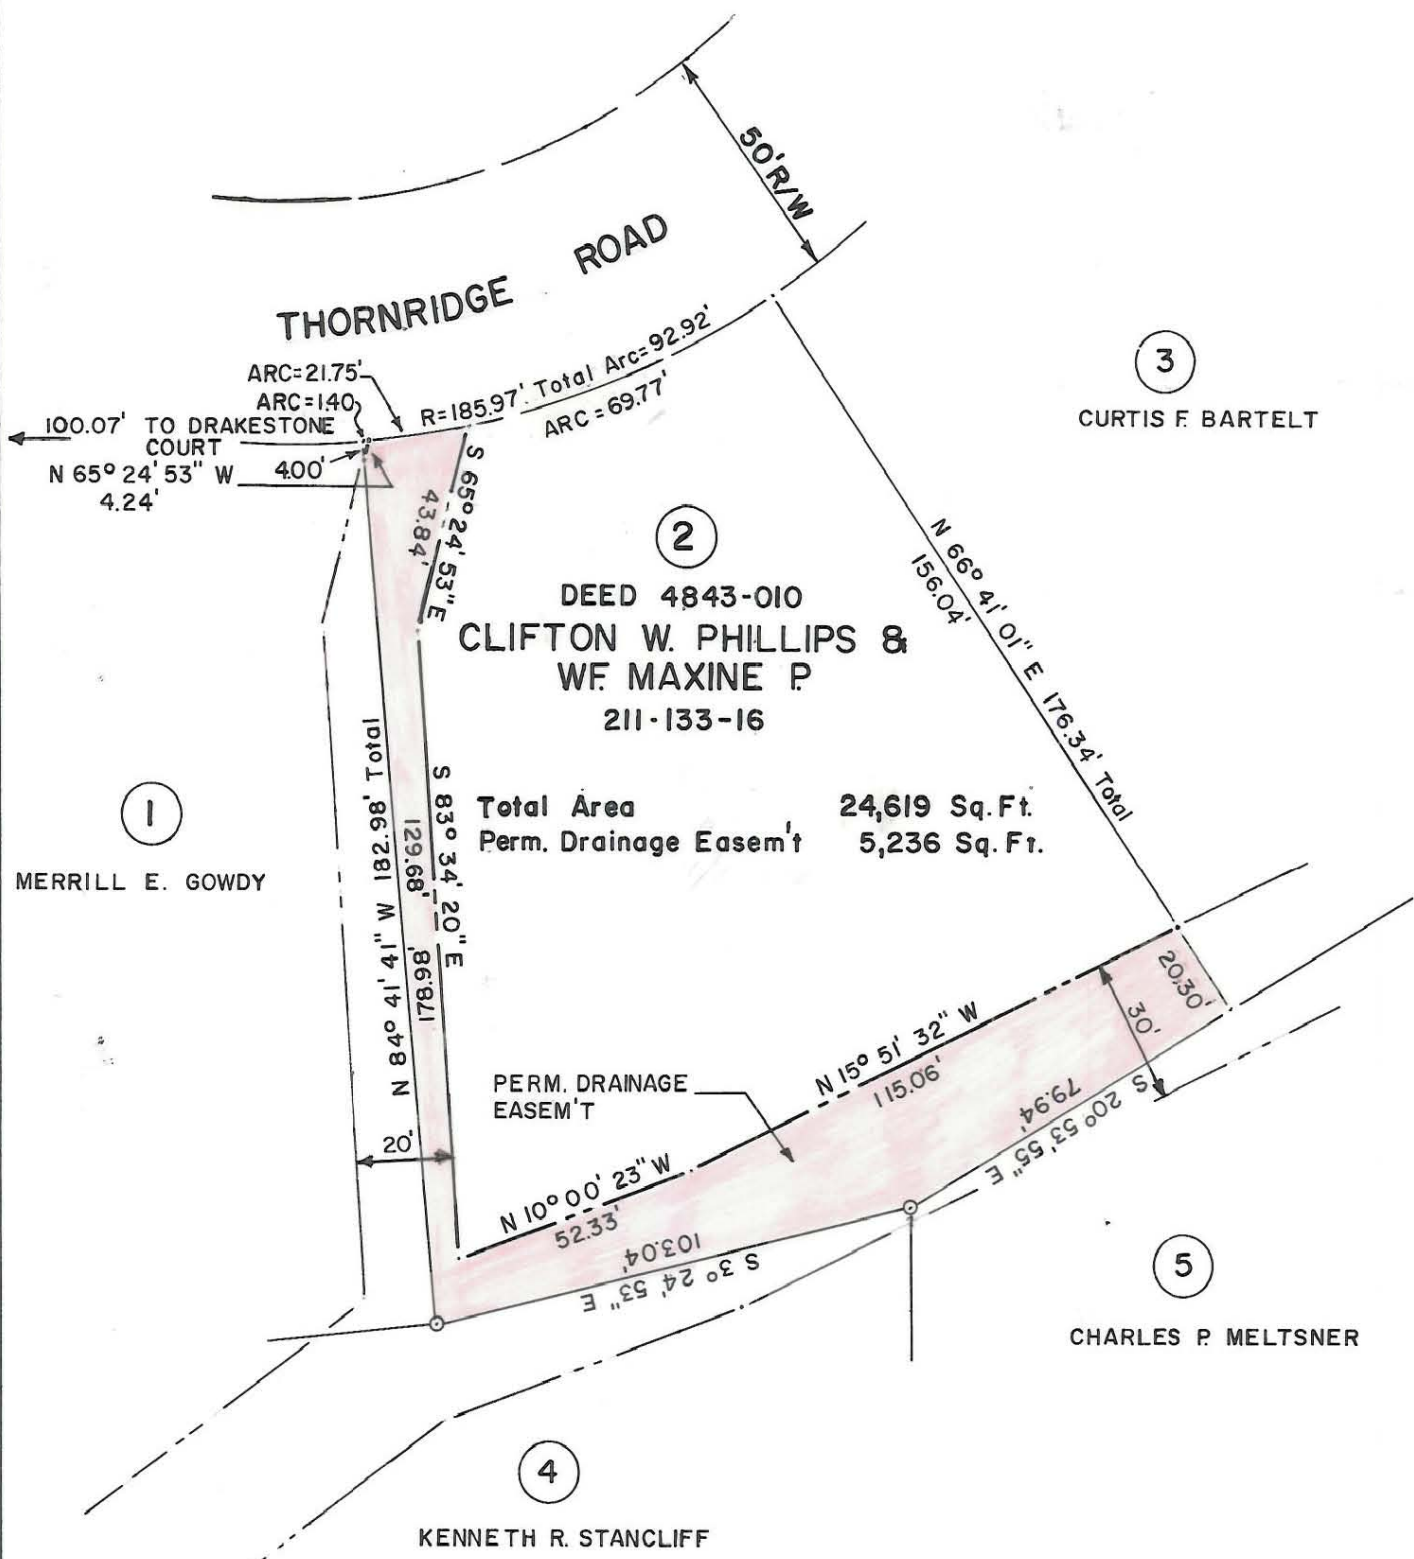 50' R/W
THORNRIDGE ROAD
ARC=21.75'
ARC=1.40
100.07' TO DRAKESTONE
COURT
N 65° 24' 53" W
4.24'
4.00'
R=185.97' Total Arc=92.92'
ARC = 69.77'
S 65° 24' 53" E
43.84'
3
CURTIS F. BARTELT
2
DEED 4843-010
CLIFTON W. PHILLIPS &
WF. MAXINE P.
211-133-16
N 66° 41' 01" E 176.34' Total
156.04'
Total Area 24,619 Sq. Ft.
Perm. Drainage Easem't 5,236 Sq. Ft.
1
MERRILL E. GOWDY
N 84° 41' 41" W 182.98' Total
129.68'
178.98'
S 83° 34' 20" E
20.30'
30'
N 15° 51' 32" W
115.06'
PERM. DRAINAGE
EASEM'T
20'
N 10° 00' 23" W
52.33'
103.04'
S 3° 24' 53" E
79.94'
S 20° 53' 55" E
5
CHARLES P. MELTSNER
4
KENNETH R. STANCLIFF